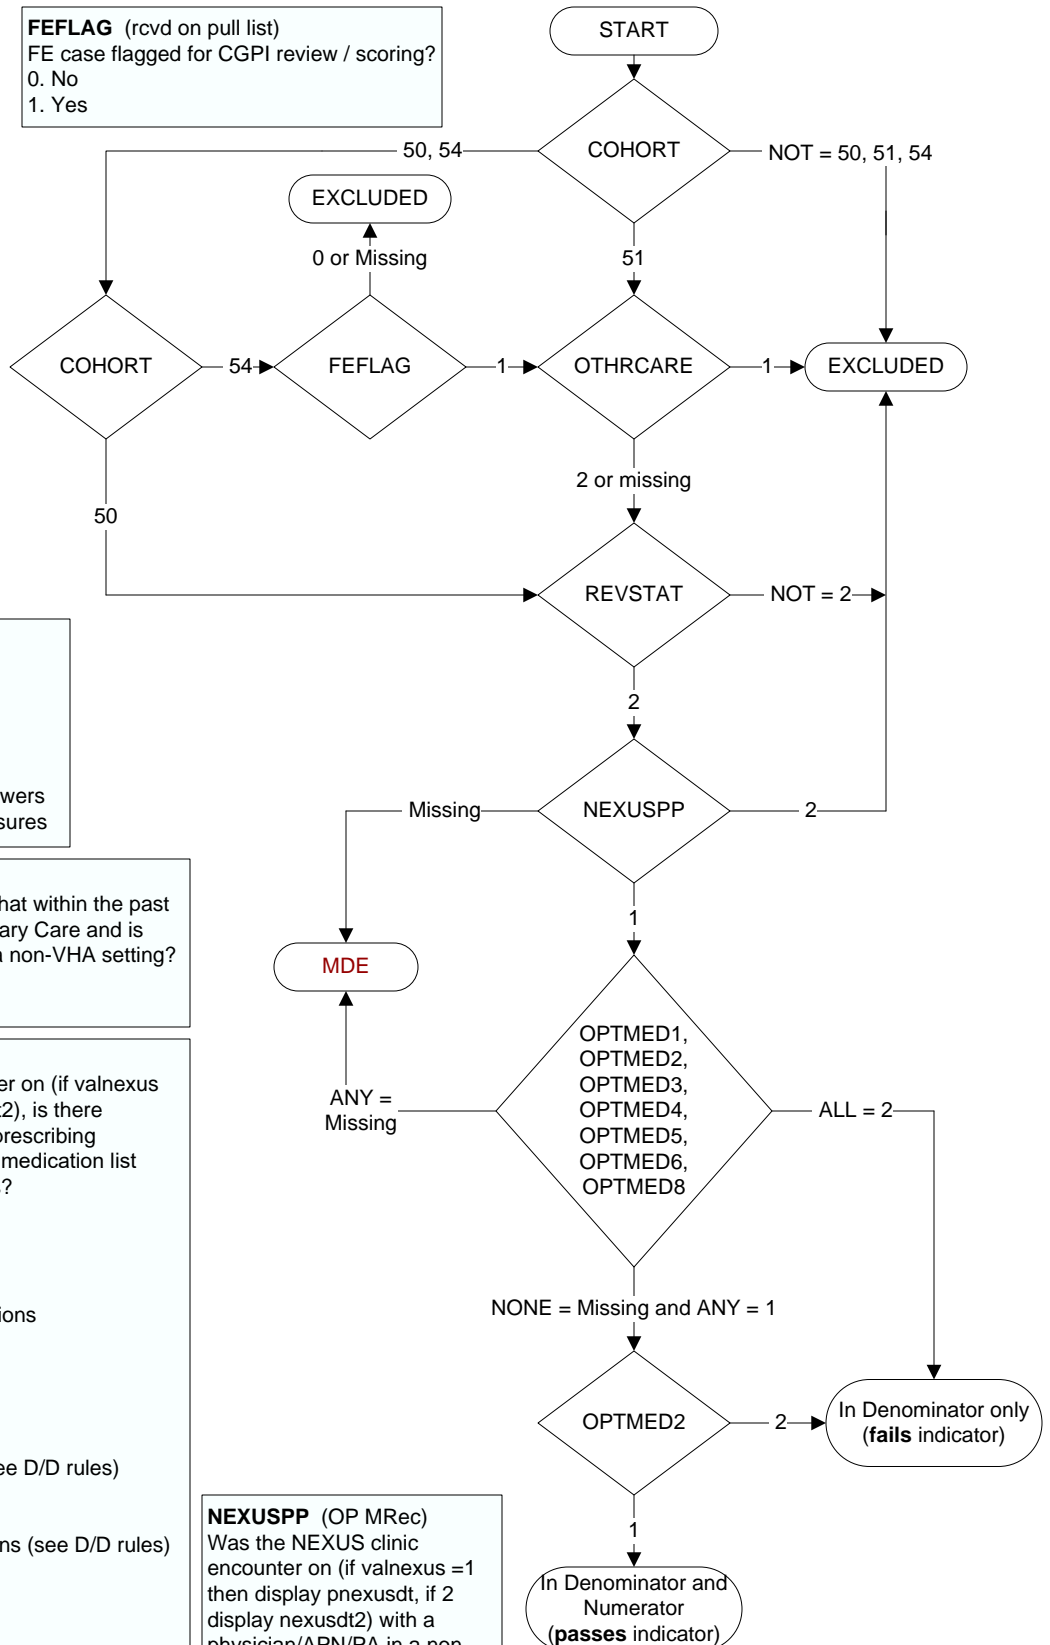 FEFLAG (rcvd on pull list)
FE case flagged for CGPI review / scoring?
0. No
1. Yes
START
COHORT
50, 54
NOT = 50, 51, 54
EXCLUDED
0 or Missing
51
COHORT
54
FEFLAG
1
OTHRCARE
1
EXCLUDED
2 or missing
50
REVSTAT
NOT = 2
2
wers
sures
Missing
NEXUSPP
2
hat within the past
ary Care and is
a non-VHA setting?
1
MDE
OPTMED1,
OPTMED2,
OPTMED3,
OPTMED4,
OPTMED5,
OPTMED6,
OPTMED8
ANY =
Missing
ALL = 2
er on (if valnexus
t2), is there
prescribing
medication list
s?
ions
ee D/D rules)
ns (see D/D rules)
NONE = Missing and ANY = 1
OPTMED2
2
In Denominator only
(fails indicator)
1
In Denominator and
Numerator
(passes indicator)
NEXUSPP (OP MRec)
Was the NEXUS clinic
encounter on (if valnexus =1
then display pnexusdt, if 2
display nexusdt2) with a
physician/APN/PA in a non